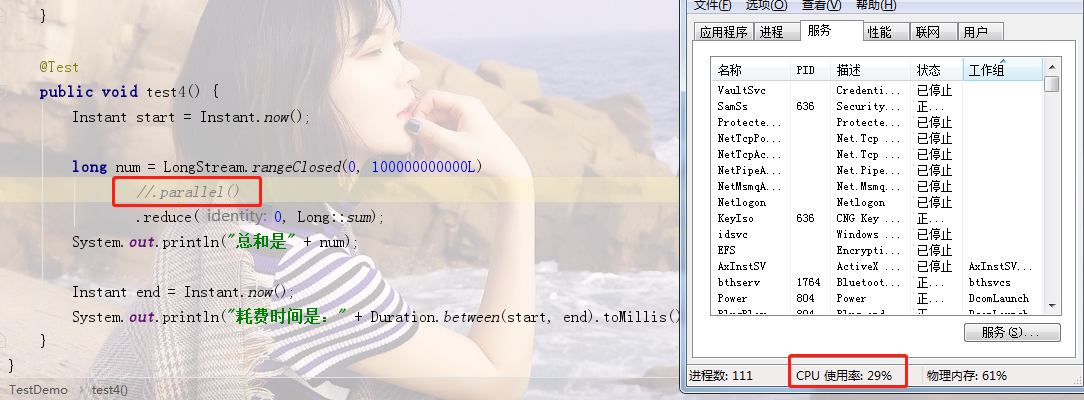 }
@Test
public void test4() {
Instant start = Instant.now();
long num = LongStream.rangeClosed(0, 100000000000L)
//.parallel()
.reduce( identity: 0, Long::sum);
System.out.println("总和是" + num);
Instant end = Instant.now();
System.out.println("耗费时间是：" + Duration.between(start, end).toMillis()
}
}
TestDemo > test4()
文件(F) 选项(O) 查看(V) 帮助(H)
应用程序 进程 服务 性能 联网 用户
名称 PID 描述 状态 工作组
VaultSvc Credenti... 已停止
SamSs 636 Security... 正...
Protecte... Protecte... 已停止
NetTcpPo... Net.Tcp ... 已停止
NetTcpAc... Net.Tcp ... 已停止
NetPipeA... Net.Pipe... 已停止
NetMsmqA... Net.Msmq... 已停止
Netlogon Netlogon 已停止
KeyIso 636 CNG Key ... 正...
idsvc Windows ... 已停止
EFS Encrypti... 已停止
AxInstSV ActiveX ... 已停止 AxInstSV...
bthserv 1764 Bluetoot... 正... bthsvcs
Power 804 Power 正... DcomLaunch
804 DcomLaunch
服务(S)...
进程数: 111 CPU 使用率: 29% 物理内存: 61%